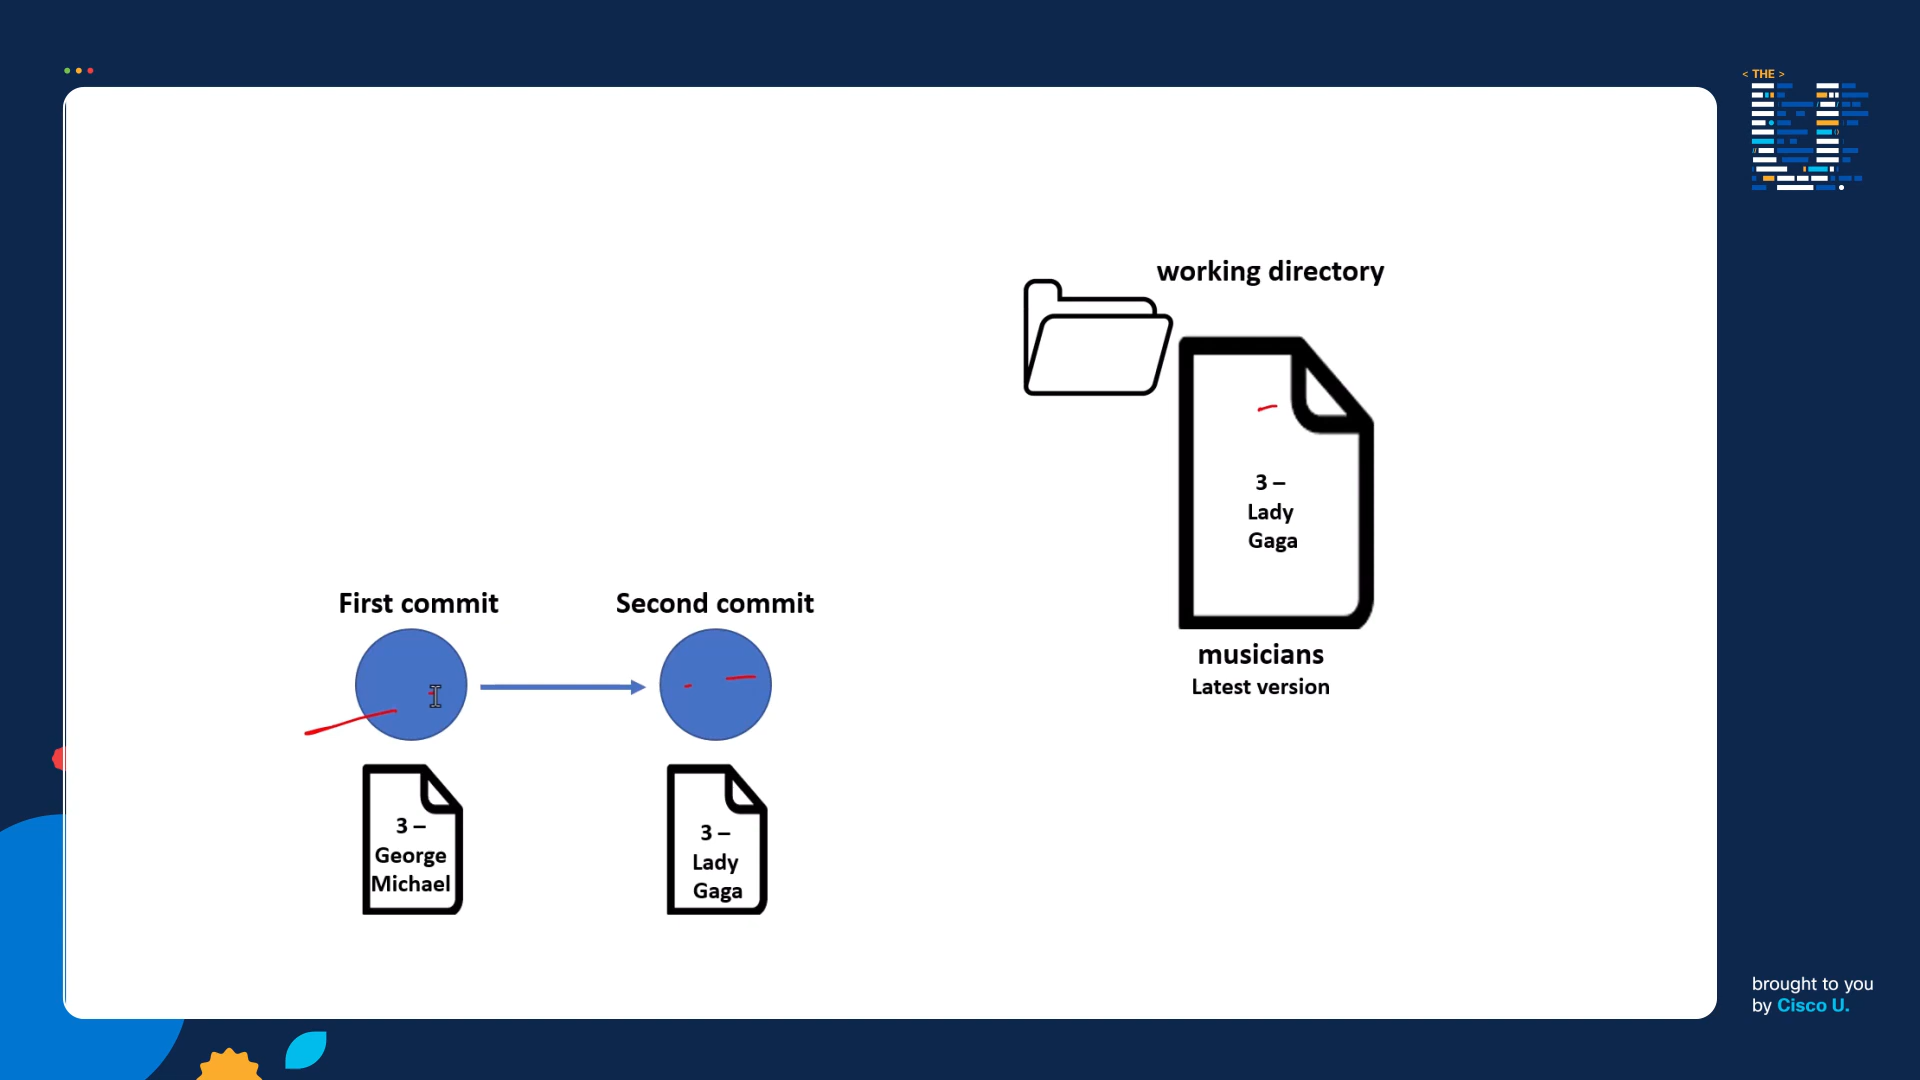 < THE >
working directory
3 –
Lady
Gaga
musicians
Latest version
First commit
Second commit
3 –
George
Michael
3 –
Lady
Gaga
brought to you
by Cisco U.